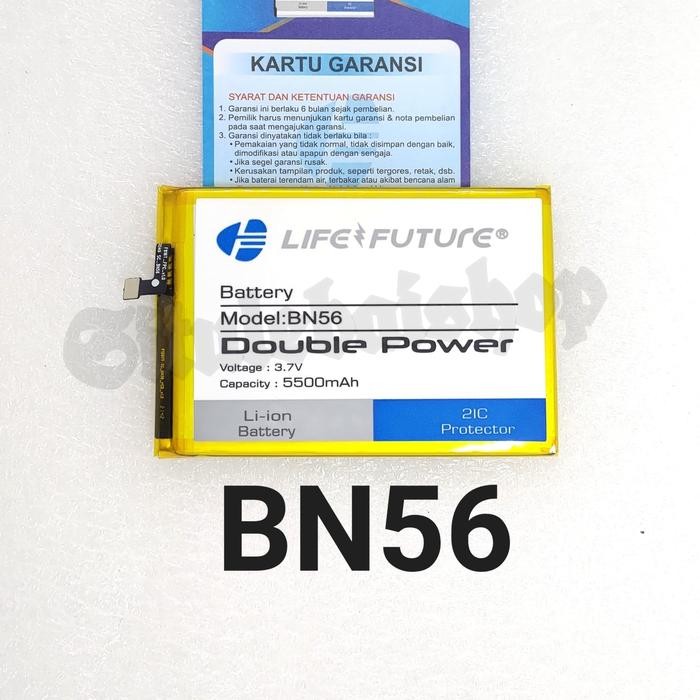 KARTU GARANSI
SYARAT DAN KETENTUAN GARANSI
1. Garansi ini berlaku 6 bulan sejak pembelian.
2. Pemilik harus menunjukan kartu garansi & nota pembelian
pada saat mengajukan garansi.
3. Garansi dinyatakan tidak berlaku bila :
• Pemakaian yang tidak normal, tidak disimpan dengan baik,
dimodifikasi atau apapun dengan sengaja.
• Jika segel garansi rusak.
• Kerusakan tampilan produk, seperti tergores, retak, dsb.
• Jika baterai terendam air, terbakar atau akibat bencana alam
LIFE FUTURE®
Battery
Model:BN56
Double Power
Voltage : 3.7V
Capacity : 5500mAh
Li-ion
Battery
2IC
Protector
BN56